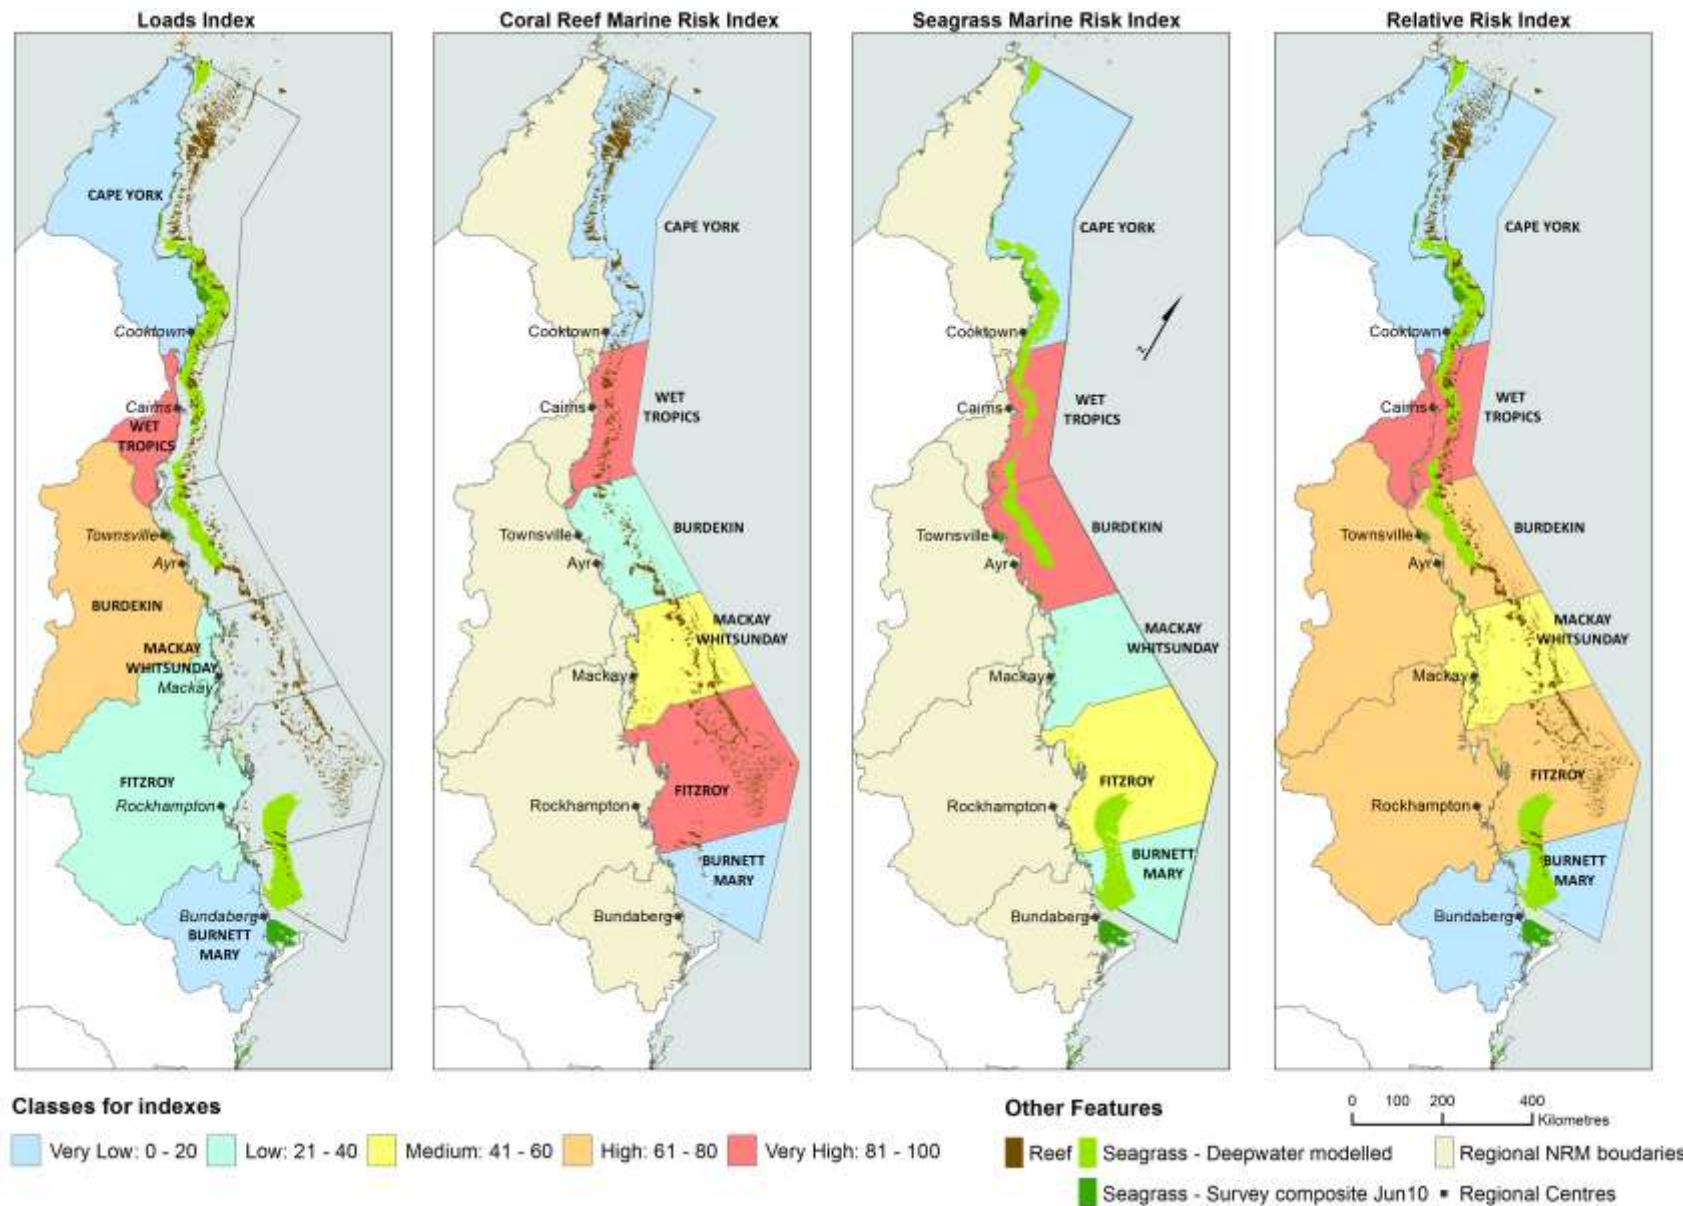 Loads Index
Coral Reef Marine Risk Index
Seagrass Marine Risk Index
Relative Risk Index
CAPE YORK
Cooktown
Cairns
WET
TROPICS
Townsville
Ayr
BURDEKIN
MACKAY
WHITSUNDAY
Mackay
FITZROY
Rockhampton
Bundaberg
BURNETT
MARY
CAPE YORK
Cooktown
WET
TROPICS
Cairns
BURDEKIN
Townsville
Ayr
MACKAY
WHITSUNDAY
Mackay
FITZROY
Rockhampton
BURNETT
MARY
Bundaberg
CAPE YORK
N
Cooktown
WET
TROPICS
Cairns
BURDEKIN
Townsville
Ayr
MACKAY
WHITSUNDAY
Mackay
FITZROY
Rockhampton
BURNETT
MARY
Bundaberg
CAPE YORK
Cooktown
WET
TROPICS
Cairns
BURDEKIN
Townsville
Ayr
MACKAY
WHITSUNDAY
Mackay
FITZROY
Rockhampton
BURNETT
MARY
Bundaberg
Classes for indexes
Very Low: 0 - 20
Low: 21 - 40
Medium: 41 - 60
High: 61 - 80
Very High: 81 - 100
Other Features
0 100 200 400
Kilometres
Reef
Seagrass - Deepwater modelled
Regional NRM boudaries
Seagrass - Survey composite Jun10
Regional Centres